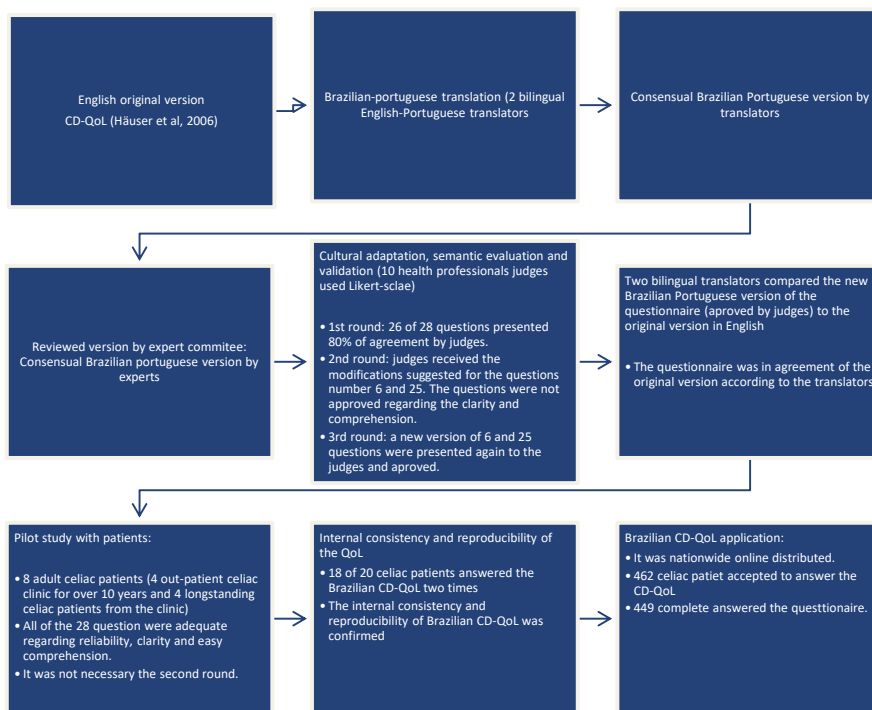 English original version
CD-QoL (Häuser et al, 2006)
Brazilian-portuguese translation (2 bilingual
English-Portuguese translators
Consensual Brazilian Portuguese version by
translators
Reviewed version by expert commitee:
Consensual Brazilian portuguese version by
experts
Cultural adaptation, semantic evaluation and
validation (10 health professionals judges
used Likert-sclae)
• 1st round: 26 of 28 questions presented
80% of agreement by judges.
• 2nd round: judges received the
modifications suggested for the questions
number 6 and 25. The questions were not
approved regarding the clarity and
comprehension.
• 3rd round: a new version of 6 and 25
questions were presented again to the
judges and aproved.
Two bilingual translators compared the new
Brazilian Portuguese version of the
questionnaire (aproved by judges) to the
original version in English
• The questionnaire was in agreement of the
original version according to the translators
Pilot study with patients:
• 8 adult celiac patients (4 out-patient celiac
clinic for over 10 years and 4 longstanding
celiac patients from the clinic)
• All of the 28 question were adequate
regarding reliability, clarity and easy
comprehension.
• It was not necessary the second round.
Internal consistency and reproducibility of
the QoL
• 18 of 20 celiac patients answered the
Brazilian CD-QoL two times
• The internal consistency and
reproducibility of Brazilian CD-QoL was
confirmed
Brazilian CD-QoL application:
• It was nationwide online distributed.
• 462 celiac patiet accepted to answer the
CD-QoL
• 449 complete answered the questtionaire.